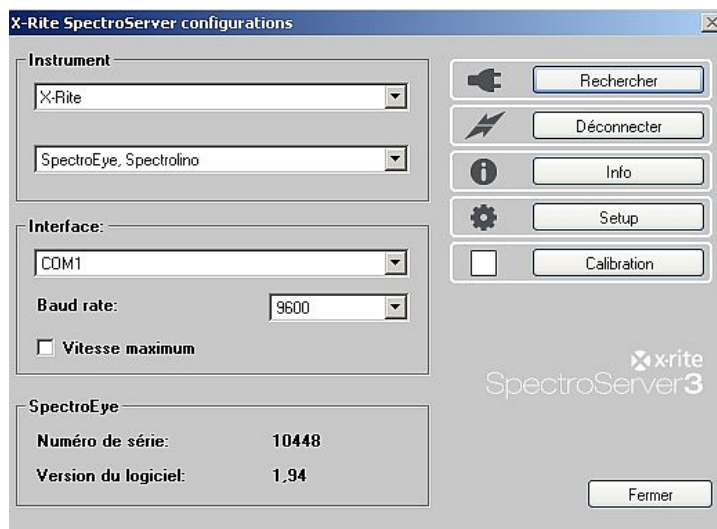 X-Rite SpectroServer configurations
Instrument
X-Rite
SpectroEye, Spectrolino
Interface:
COM1
Baud rate: 9600
Vitesse maximum
SpectroEye
Numéro de série: 10448
Version du logiciel: 1,94
Rechercher
Déconnecter
Info
Setup
Calibration
x-rite
SpectroServer3
Fermer